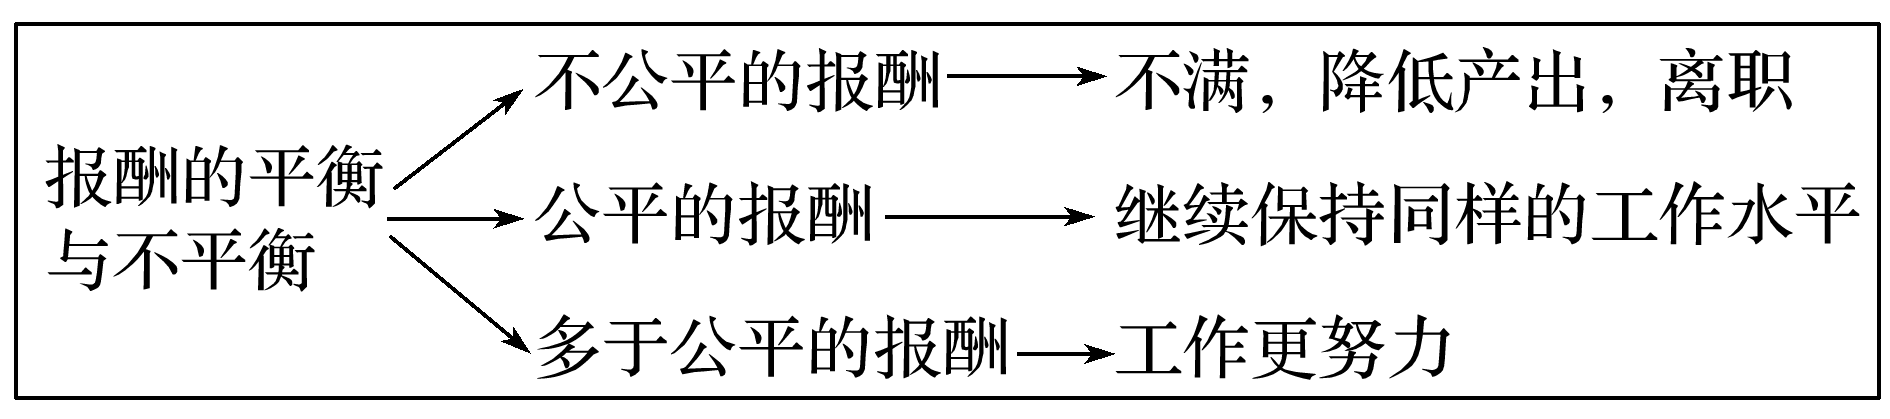 不公平的报酬
不满，降低产出，离职
报酬的平衡
与不平衡
公平的报酬
继续保持同样的工作水平
多于公平的报酬
工作更努力